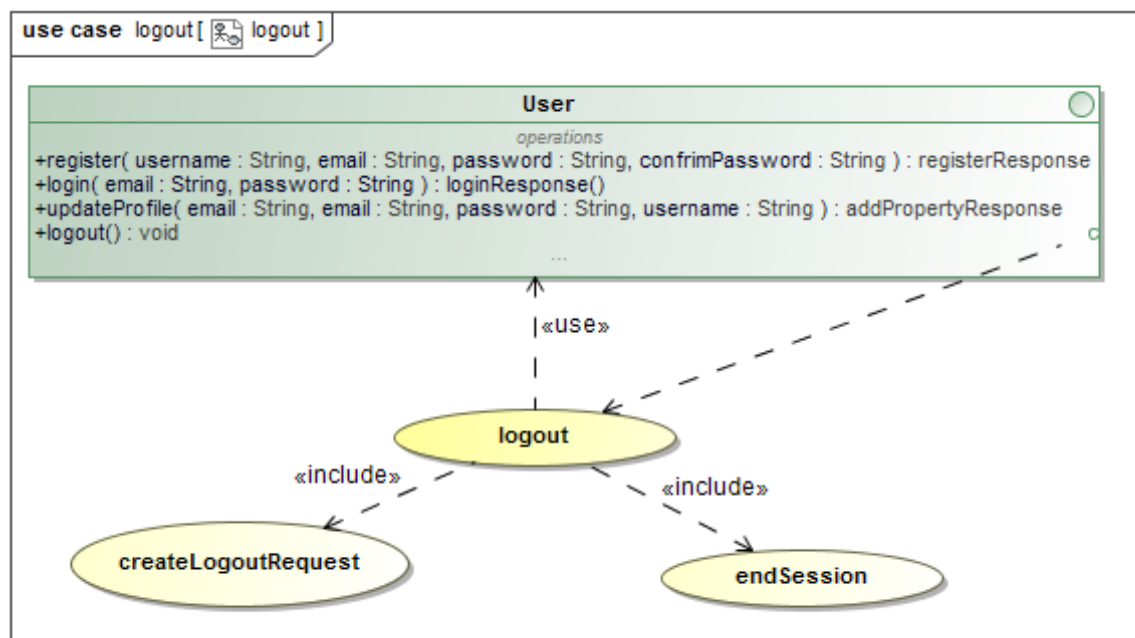 use case logout[ logout ]
User
operations
+register( username : String, email : String, password : String, confrimPassword : String ) : registerResponse
+login( email : String, password : String ) : loginResponse()
+updateProfile( email : String, email : String, password : String, username : String ) : addPropertyResponse
+logout() : void
...
«use»
logout
«include»
«include»
createLogoutRequest
endSession